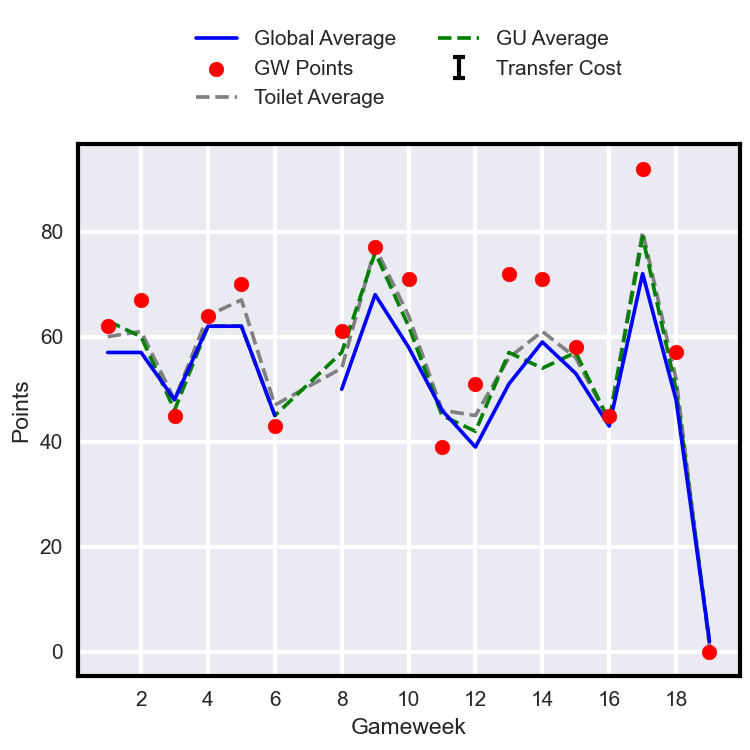 Global Average
GW Points
Toilet Average
GU Average
Transfer Cost
Points
80
60
40
20
0
2 4 6 8 10 12 14 16 18
Gameweek